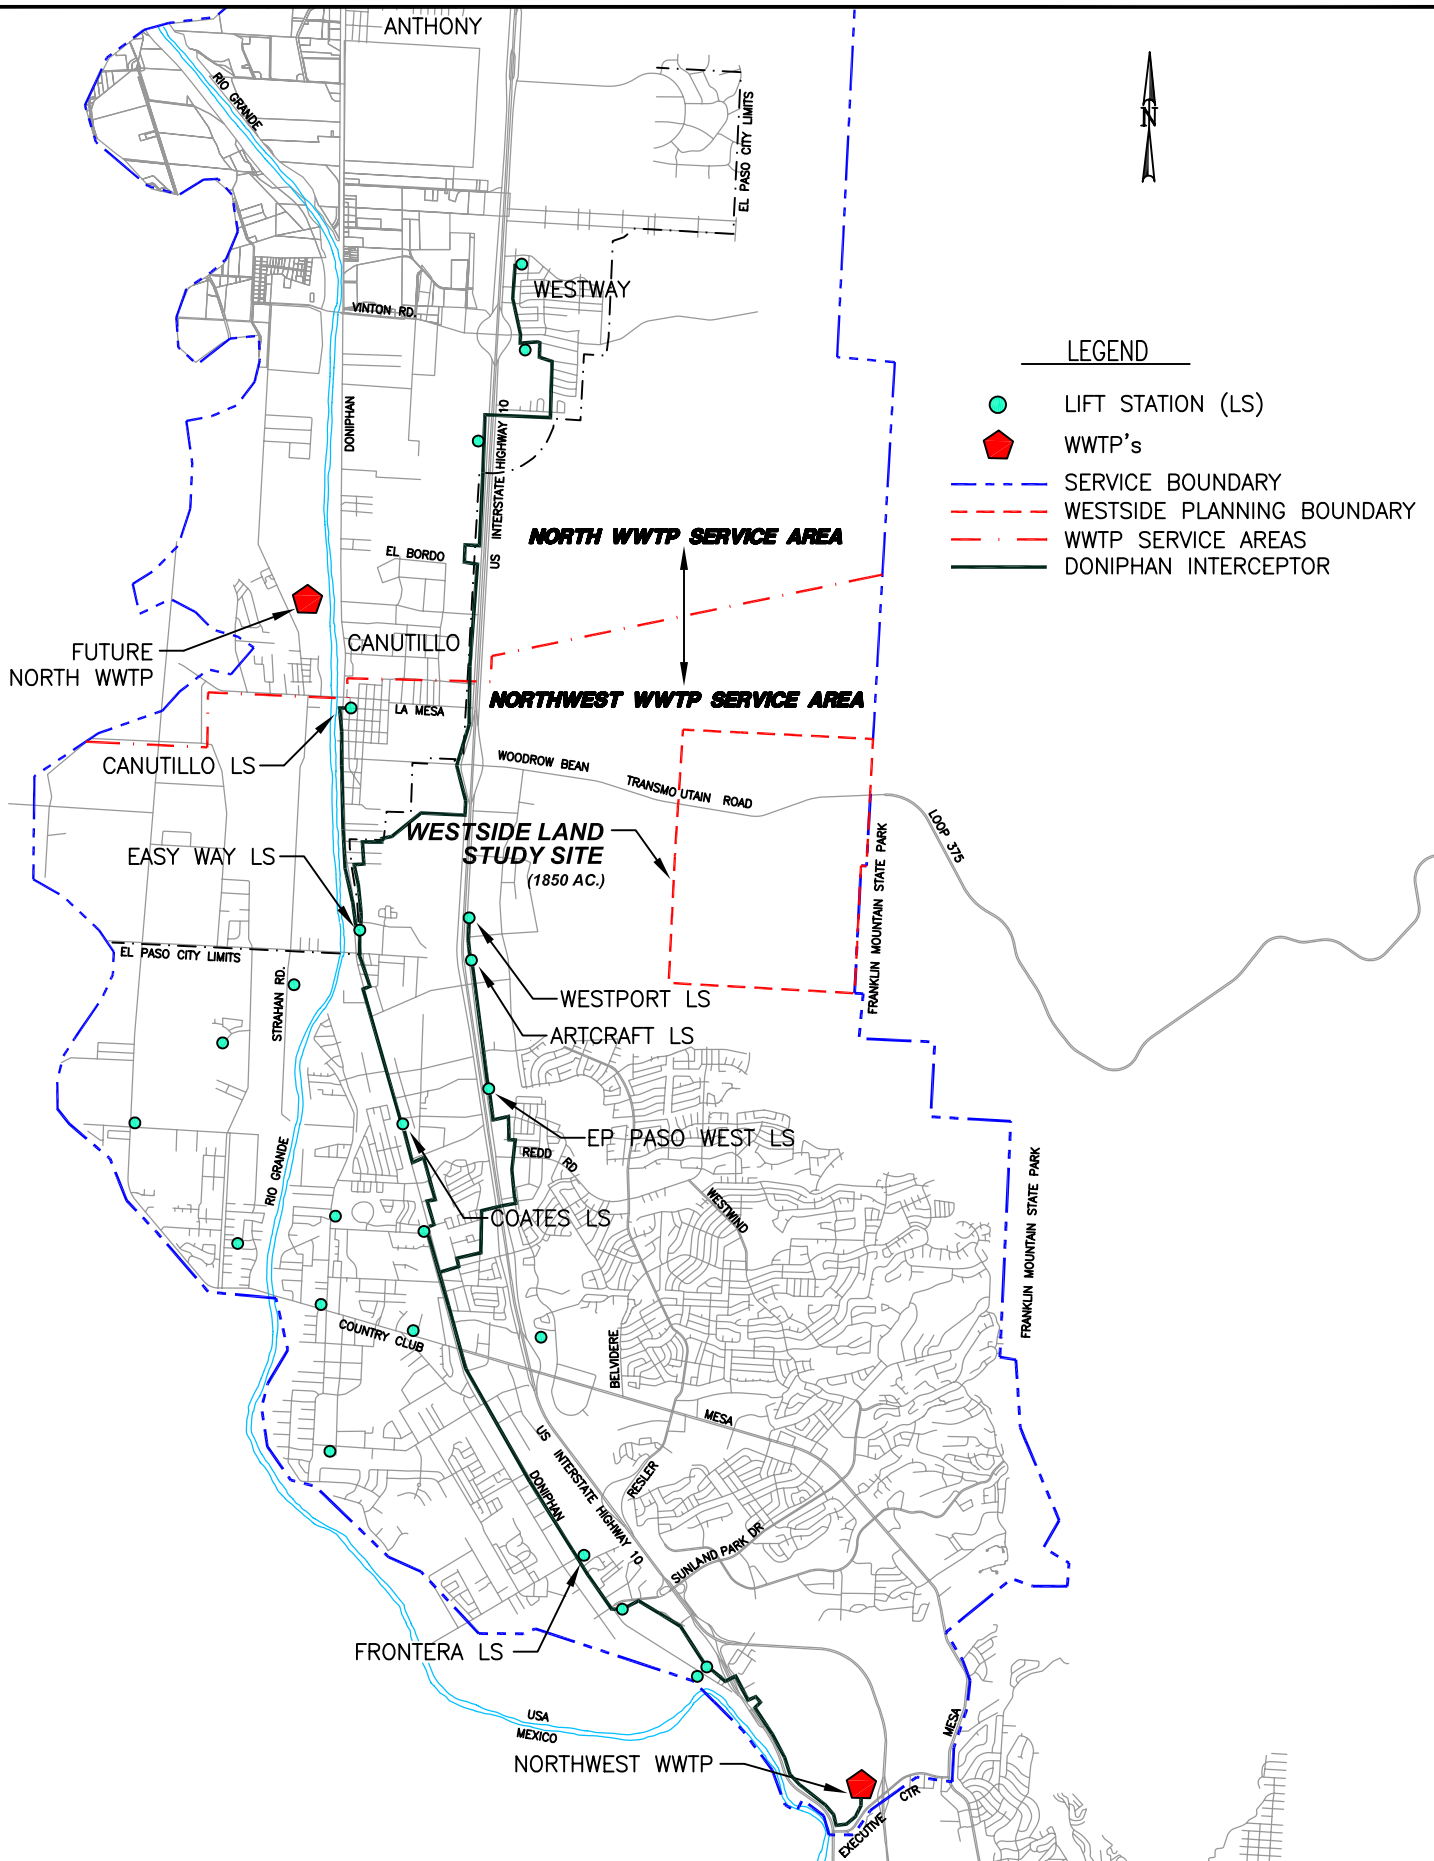 ANTHONY
RIO GRANDE
EL PASO CITY LIMITS
N
WESTWAY
VINTON RD.
DONIPHAN
US INTERSTATE HIGHWAY 10
LEGEND
LIFT STATION (LS)
WWTP's
SERVICE BOUNDARY
WESTSIDE PLANNING BOUNDARY
WWTP SERVICE AREAS
DONIPHAN INTERCEPTOR
NORTH WWTP SERVICE AREA
EL BORDO
CANUTILLO
FUTURE
NORTH WWTP
NORTHWEST WWTP SERVICE AREA
LA MESA
CANUTILLO LS
WOODROW BEAN
TRANSMO UTAIN ROAD
LOOP 375
WESTSIDE LAND
STUDY SITE
(1850 AC.)
EASY WAY LS
FRANKLIN MOUNTAIN STATE PARK
EL PASO CITY LIMITS
STRAHAN RD.
WESTPORT LS
ARTCRAFT LS
EP PASO WEST LS
REDD RD
RIO GRANDE
WESTWIND
COATES LS
FRANKLIN MOUNTAIN STATE PARK
COUNTRY CLUB
BELVIDERE
MESA
US INTERSTATE HIGHWAY 10
DONIPHAN
RESLER
SUNLAND PARK DR
FRONTERA LS
USA
MEXICO
MESA
NORTHWEST WWTP
EXECUTIVE CTR